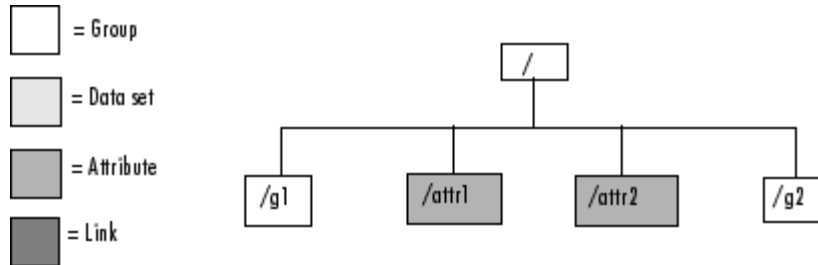 = Group
= Data set
= Attribute
= Link
/
/g1
/attr1
/attr2
/g2